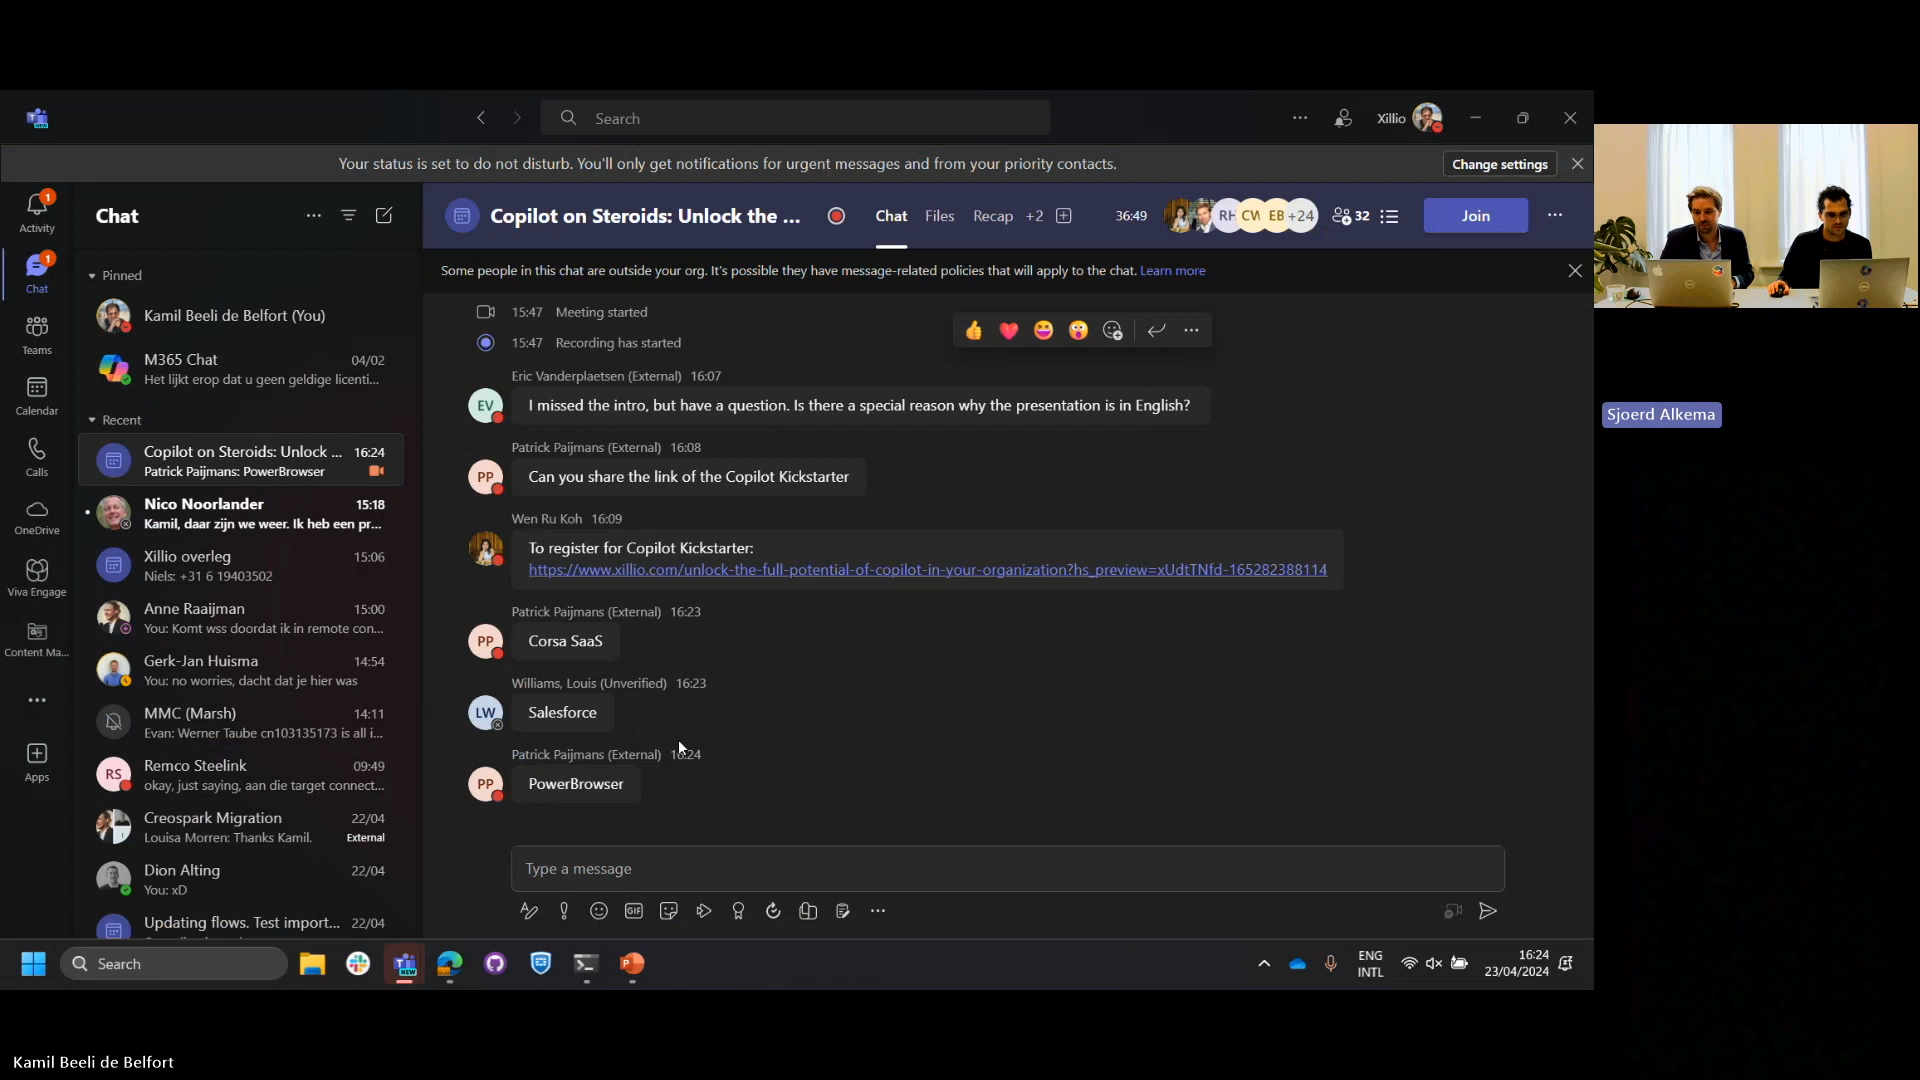 Search
Xillio
Your status is set to do not disturb. You'll only get notifications for urgent messages and from your priority contacts.
Change settings
1
Activity
1
Chat
Teams
Calendar
Calls
OneDrive
Viva Engage
Content Ma...
Apps
Chat
Pinned
Kamil Beeli de Belfort (You)
M365 Chat 04/02
Het lijkt erop dat u geen geldige licenti...
Recent
Copilot on Steroids: Unlock ... 16:24
Patrick Paijmans: PowerBrowser
Nico Noorlander 15:18
Kamil, daar zijn we weer. Ik heb een pr...
Xillio overleg 15:06
Niels: +31 6 19403502
Anne Raaijman 15:00
You: Komt wss doordat ik in remote con...
Gerk-Jan Huisma 14:54
You: no worries, dacht dat je hier was
MMC (Marsh) 14:11
Evan: Werner Taube cn103135173 is all i...
RS
Remco Steelink 09:49
okay, just saying, aan die target connect...
Creospark Migration 22/04
Louisa Morren: Thanks Kamil. External
Dion Alting 22/04
You: xD
Updating flows. Test import... 22/04
Copilot on Steroids: Unlock the ... Chat Files Recap +2 36:49 RH CW EB +24 32 Join
Some people in this chat are outside your org. It's possible they have message-related policies that will apply to the chat. Learn more
15:47 Meeting started
15:47 Recording has started
Eric Vanderplaetsen (External) 16:07
EV
I missed the intro, but have a question. Is there a special reason why the presentation is in English?
Patrick Paijmans (External) 16:08
PP
Can you share the link of the Copilot Kickstarter
Wen Ru Koh 16:09
To register for Copilot Kickstarter:
https://www.xillio.com/unlock-the-full-potential-of-copilot-in-your-organization?hs_preview=xUdtTNfd-165282388114
Patrick Paijmans (External) 16:23
PP
Corsa SaaS
Williams, Louis (Unverified) 16:23
LW
Salesforce
Patrick Paijmans (External) 16:24
PP
PowerBrowser
Type a message
GIF
Search
NEW
ENG
INTL
16:24
23/04/2024
Sjoerd Alkema
Kamil Beeli de Belfort